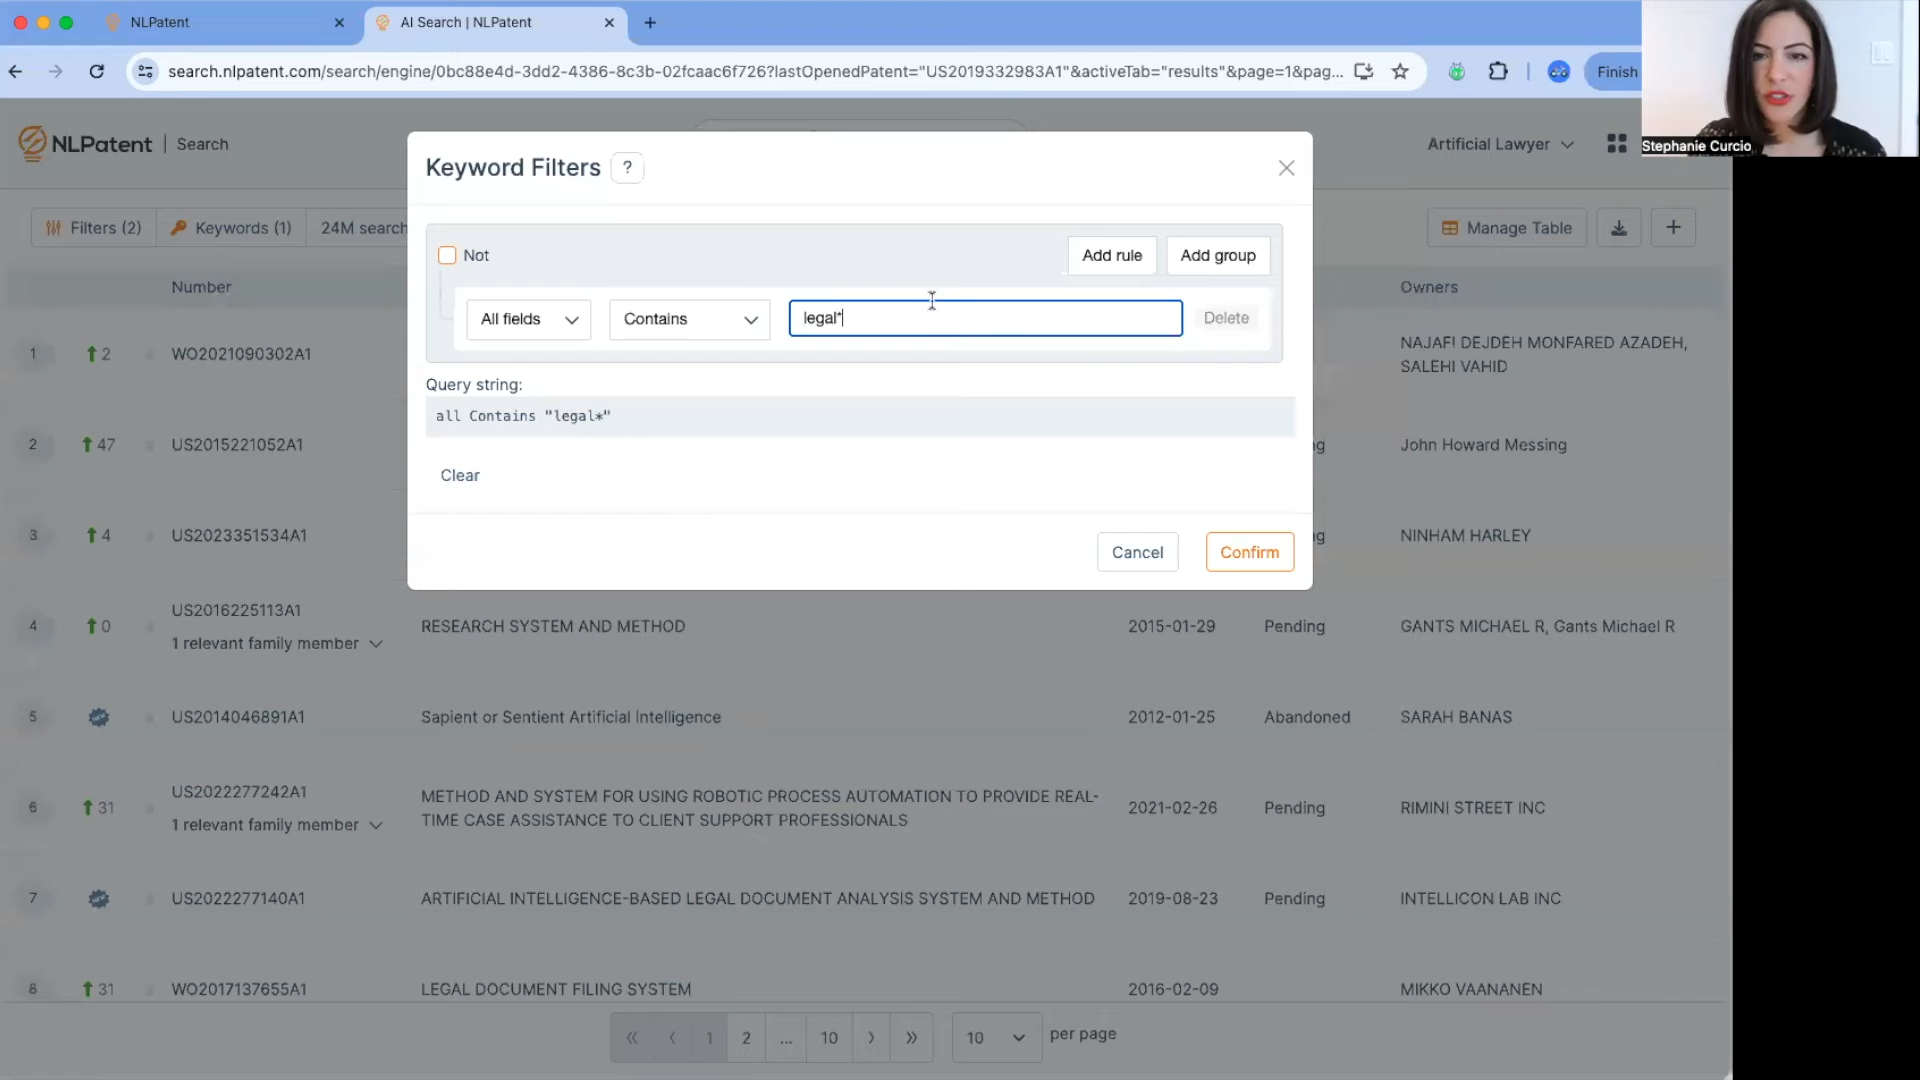 NLPatent
AI Search | NLPatent
search.nlpatent.com/search/engine/0bc88e4d-3dd2-4386-8c3b-02fcaac6f726?lastOpenedPatent="US2019332983A1"&activeTab="results"&page=1&pag...
Finish
Stephanie Curcio
NLPatent | Search
Artificial Lawyer
Keyword Filters ?
Filters (2)
Keywords (1)
24M search
Manage Table
Not
Add rule
Add group
Number
Owners
All fields
Contains
legal*
Delete
1 2 WO2021090302A1
NAJAFI DEJDEH MONFARED AZADEH,
SALEHI VAHID
Query string:
all Contains "legal*"
2 47 US2015221052A1
John Howard Messing
Clear
3 4 US2023351534A1
NINHAM HARLEY
Cancel
Confirm
4 0 US2016225113A1
1 relevant family member
RESEARCH SYSTEM AND METHOD
2015-01-29
Pending
GANTS MICHAEL R, Gants Michael R
5 US2014046891A1
Sapient or Sentient Artificial Intelligence
2012-01-25
Abandoned
SARAH BANAS
6 31 US2022277242A1
1 relevant family member
METHOD AND SYSTEM FOR USING ROBOTIC PROCESS AUTOMATION TO PROVIDE REAL-
TIME CASE ASSISTANCE TO CLIENT SUPPORT PROFESSIONALS
2021-02-26
Pending
RIMINI STREET INC
7 US2022277140A1
ARTIFICIAL INTELLIGENCE-BASED LEGAL DOCUMENT ANALYSIS SYSTEM AND METHOD
2019-08-23
Pending
INTELLICON LAB INC
8 31 WO2017137655A1
LEGAL DOCUMENT FILING SYSTEM
2016-02-09
MIKKO VAANANEN
« ‹ 1 2 ... 10 › »
10
per page